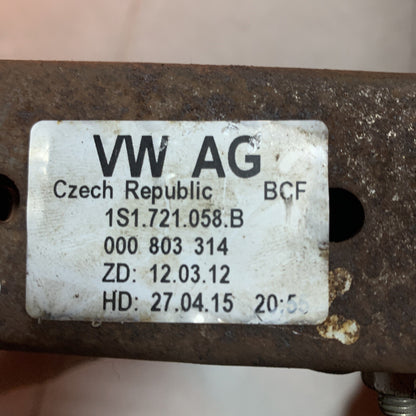 VW AG
Czech Republic BCF
1S1.721.058.B
000 803 314
ZD: 12.03.12
HD: 27.04.15